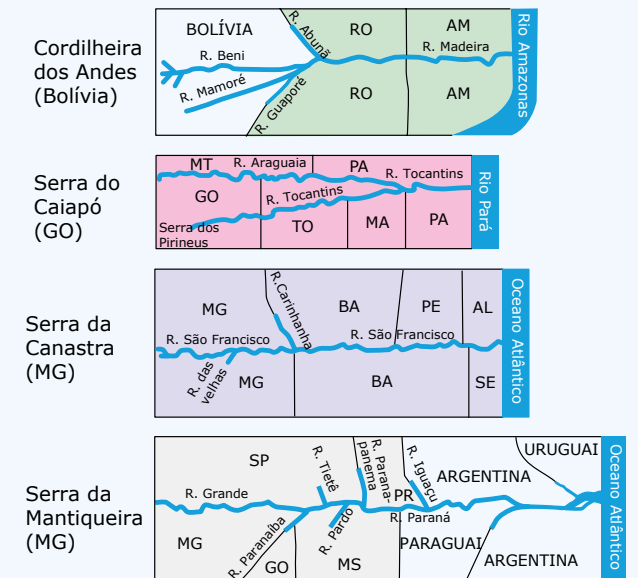 Cordilheira
dos Andes
(Bolívia)
BOLÍVIA
R. Abunã
RO
AM
R. Beni
R. Madeira
R. Mamoré
R. Guaporé
RO
AM
Rio Amazonas
Serra do
Caiapó
(GO)
MT
R. Araguaia
PA
R. Tocantins
GO
R. Tocantins
Serra dos
Pirineus
TO
MA
PA
Rio Pará
Serra da
Canastra
(MG)
MG
R.Carinhanha
BA
PE
AL
R. São Francisco
R. São Francisco
R. das
velhas
MG
BA
SE
Oceano Atlântico
Serra da
Mantiqueira
(MG)
SP
R. Tietê
R. Parana-
panema
R. Iguaçu
ARGENTINA
URUGUAI
R. Grande
PR
R. Paraná
MG
R. Paranaíba
GO
R. Pardo
MS
PARAGUAI
ARGENTINA
Oceano Atlântico